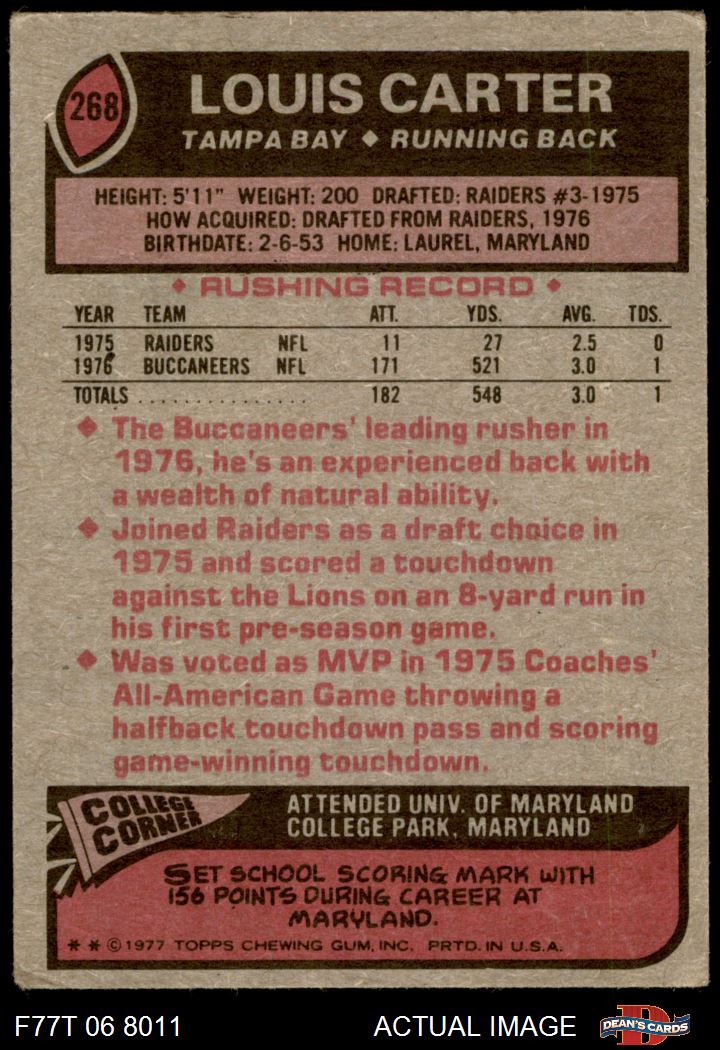 268
LOUIS CARTER
TAMPA BAY ◆ RUNNING BACK
HEIGHT: 5'11" WEIGHT: 200 DRAFTED: RAIDERS #3-1975
HOW ACQUIRED: DRAFTED FROM RAIDERS, 1976
BIRTHDATE: 2-6-53 HOME: LAUREL, MARYLAND
◆ RUSHING RECORD ◆
YEAR TEAM ATT. YDS. AVG. TDS.
1975 RAIDERS NFL 11 27 2.5 0
1976 BUCCANEERS NFL 171 521 3.0 1
TOTALS . . . . . . . . . . . . . . . 182 548 3.0 1
◆ The Buccaneers' leading rusher in
1976, he's an experienced back with
a wealth of natural ability.
◆ Joined Raiders as a draft choice in
1975 and scored a touchdown
against the Lions on an 8-yard run in
his first pre-season game.
◆ Was voted as MVP in 1975 Coaches'
All-American Game throwing a
halfback touchdown pass and scoring
game-winning touchdown.
COLLEGE
CORNER
ATTENDED UNIV. OF MARYLAND
COLLEGE PARK, MARYLAND
SET SCHOOL SCORING MARK WITH
156 POINTS DURING CAREER AT
MARYLAND.
* * © 1977 TOPPS CHEWING GUM, INC. PRTD. IN U.S.A.
F77T 06 8011 ACTUAL IMAGE
D
DEAN'S CARDS